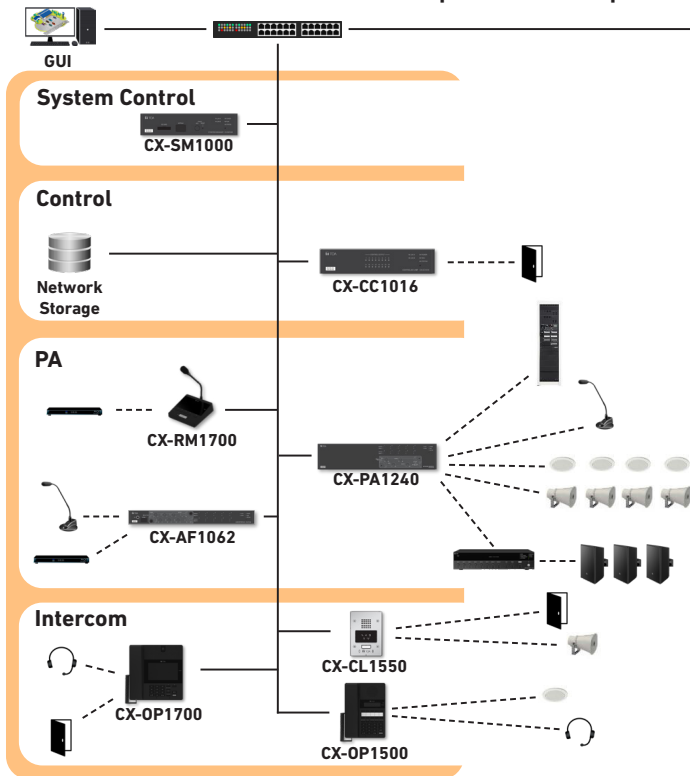 GUI
System Control
CX-SM1000
Control
Network
Storage
CX-CC1016
PA
CX-RM1700
CX-PA1240
CX-AF1062
Intercom
CX-CL1550
CX-OP1700
CX-OP1500